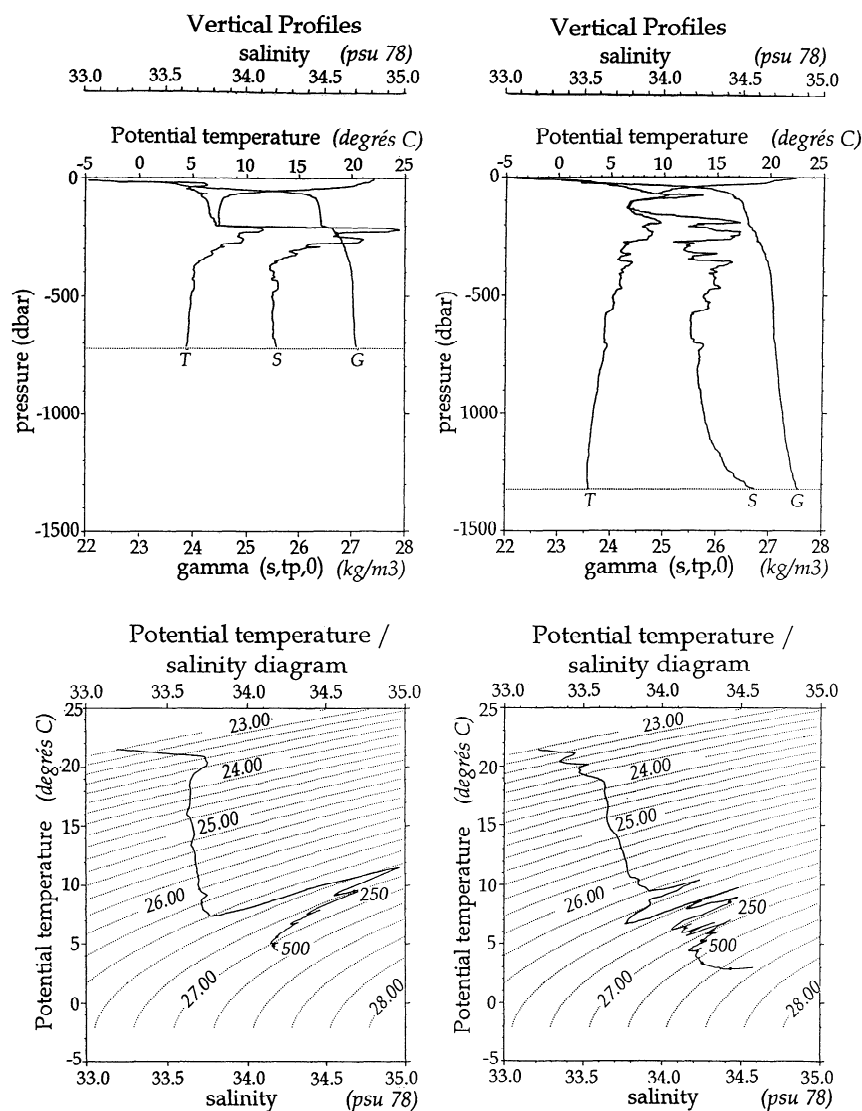 Vertical Profiles
salinity (psu 78)
33.0 33.5 34.0 34.5 35.0
Potential temperature (degrés C)
-5 0 5 10 15 20 25
0
-500
-1000
-1500
pressure (dbar)
T S G
22 23 24 25 26 27 28
gamma (s,tp,0) (kg/m3)
Vertical Profiles
salinity (psu 78)
33.0 33.5 34.0 34.5 35.0
Potential temperature (degrés C)
-5 0 5 10 15 20 25
0
-500
1000
-1500
pressure (dbar)
T S G
22 23 24 25 26 27 28
gamma (s,tp,0) (kg/m3)
Potential temperature /
salinity diagram
33.0 33.5 34.0 34.5 35.0
25
20
15
10
5
0
-5
Potential temperature (degrés C)
23.00
24.00
25.00
26.00
250
500
27.00
28.00
33.0 33.5 34.0 34.5 35.0
salinity (psu 78)
Potential temperature /
salinity diagram
33.0 33.5 34.0 34.5 35.0
25
20
15
10
5
0
-5
Potential temperature (degrés C)
23.00
24.00
25.00
26.00
250
500
27.00
28.00
33.0 33.5 34.0 34.5 35.0
salinity (psu 78)